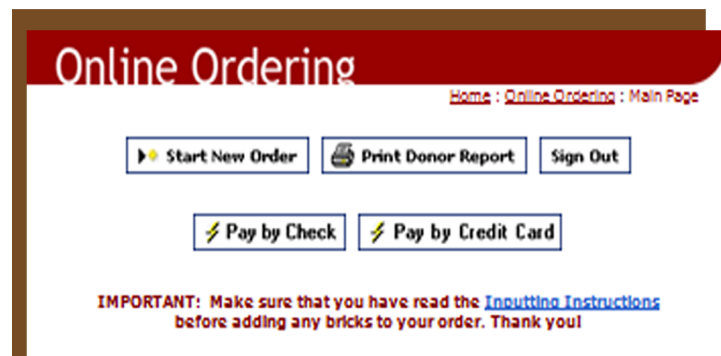 Online Ordering
Home : Online Ordering : Main Page
Start New Order Print Donor Report Sign Out
Pay by Check Pay by Credit Card
IMPORTANT: Make sure that you have read the Inputting Instructions
before adding any bricks to your order. Thank you!